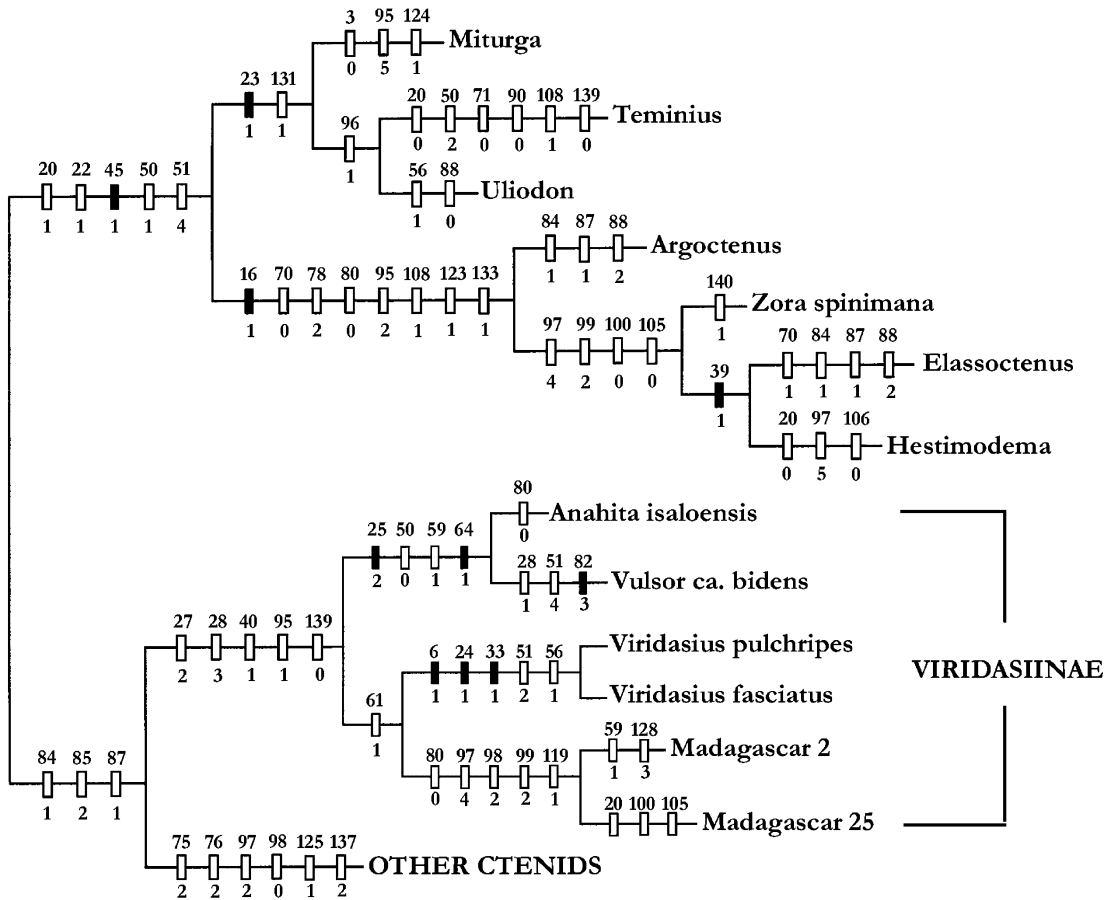 3 95 124
Miturga
0 5 1
23 131
1 1
20 50 71 90 108 139
Teminius
0 2 0 0 1 0
96
1
56 88
Uliodon
1 0
20 22 45 50 51
1 1 1 1 4
84 87 88
Argoctenus
1 1 2
16 70 78 80 95 108 123 133
1 0 2 0 2 1 1 1
140
Zora spinimana
1
97 99 100 105
4 2 0 0
70 84 87 88
Elassoctenus
1 1 1 2
39
1
20 97 106
Hestimodema
0 5 0
80
Anahita isaloensis
0
25 50 59 64
2 0 1 1
28 51 82
Vulsor ca. bidens
1 4 3
27 28 40 95 139
2 3 1 1 0
Viridasius pulchripes
6 24 33 51 56
1 1 1 2 1
Viridasius fasciatus
VIRIDASIINAE
61
1
59 128
Madagascar 2
1 3
80 97 98 99 119
0 4 2 2 1
20 100 105
Madagascar 25
84 85 87
1 2 1
75 76 97 98 125 137
OTHER CTENIDS
2 2 2 0 1 2